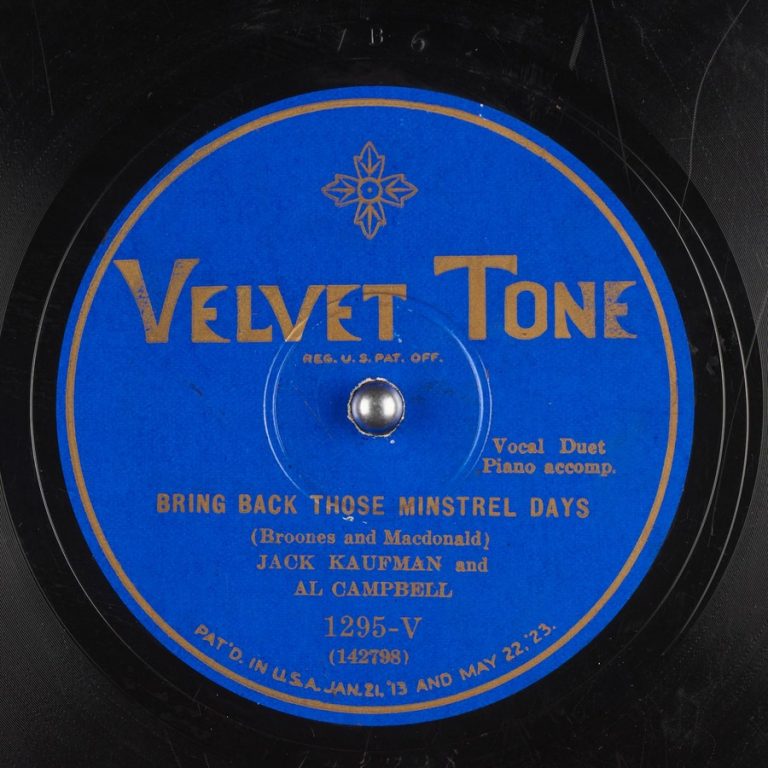 1B6
VELVET TONE
REG. U.S. PAT. OFF.
Vocal Duet
Piano accomp.
BRING BACK THOSE MINSTREL DAYS
(Broones and Macdonald)
JACK KAUFMAN and
AL CAMPBELL
1295-V
(142798)
PAT'D. IN U.S.A. JAN. 21, '13 AND MAY 22, '23.